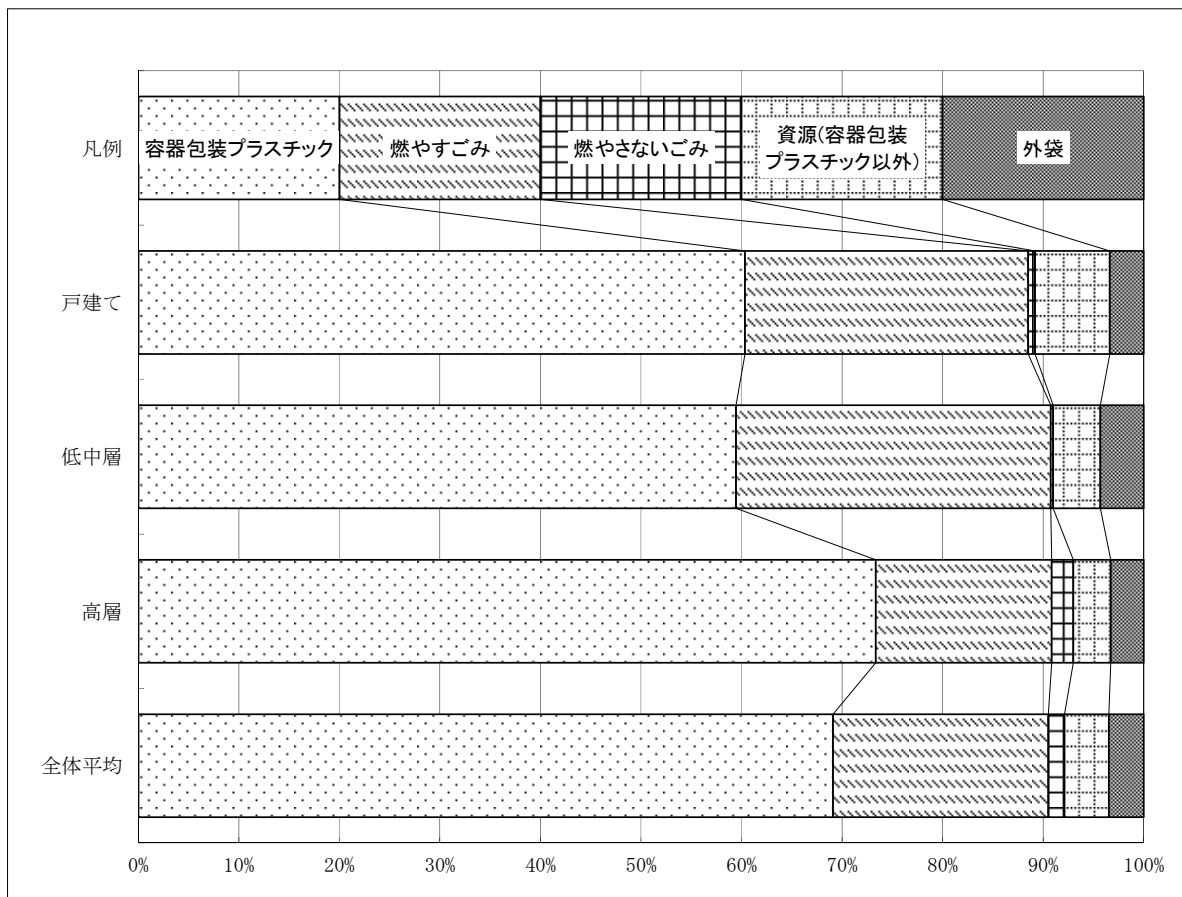 凡例
容器包装プラスチック
燃やすごみ
燃やさないごみ
資源(容器包装
プラスチック以外)
外袋
戸建て
低中層
高層
全体平均
0% 10% 20% 30% 40% 50% 60% 70% 80% 90% 100%